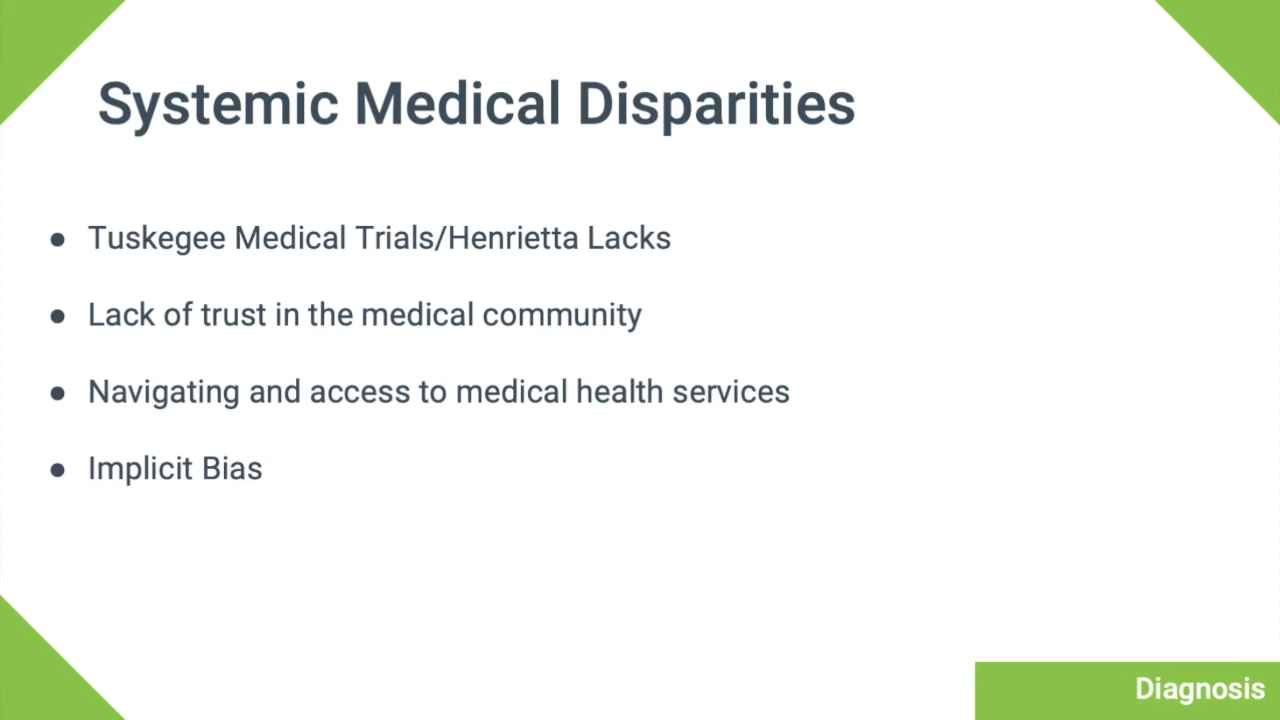 Systemic Medical Disparities
● Tuskegee Medical Trials/Henrietta Lacks
● Lack of trust in the medical community
● Navigating and access to medical health services
● Implicit Bias
Diagnosis